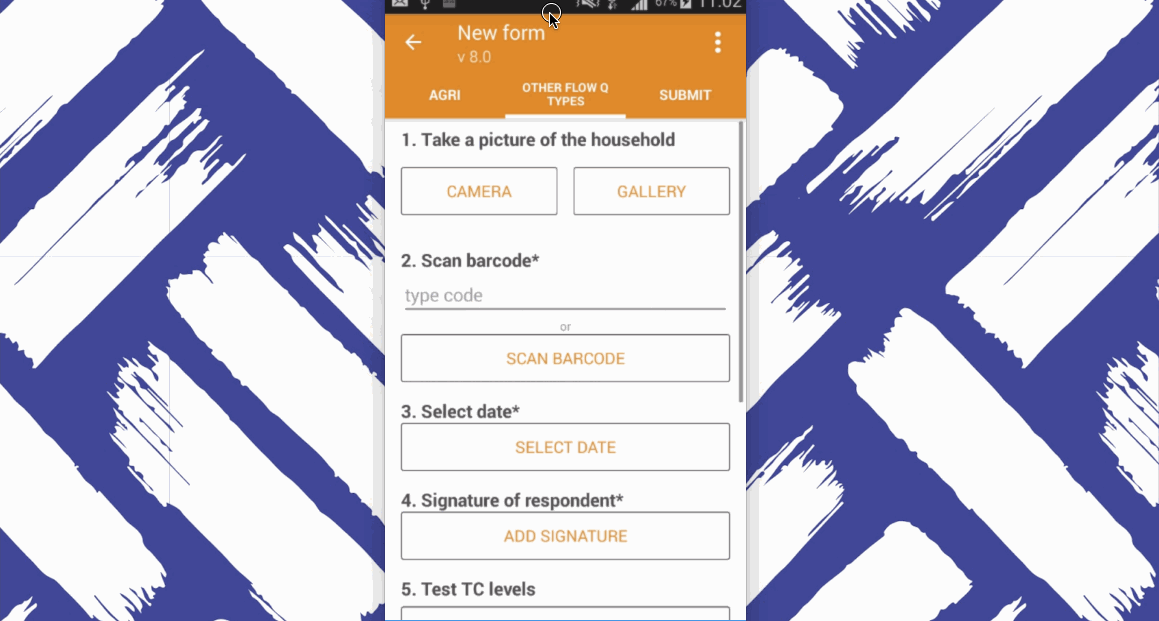 67% 11:02
New form
v 8.0
AGRI
OTHER FLOW Q
TYPES
SUBMIT
1. Take a picture of the household
CAMERA
GALLERY
2. Scan barcode*
type code
or
SCAN BARCODE
3. Select date*
SELECT DATE
4. Signature of respondent*
ADD SIGNATURE
5. Test TC levels